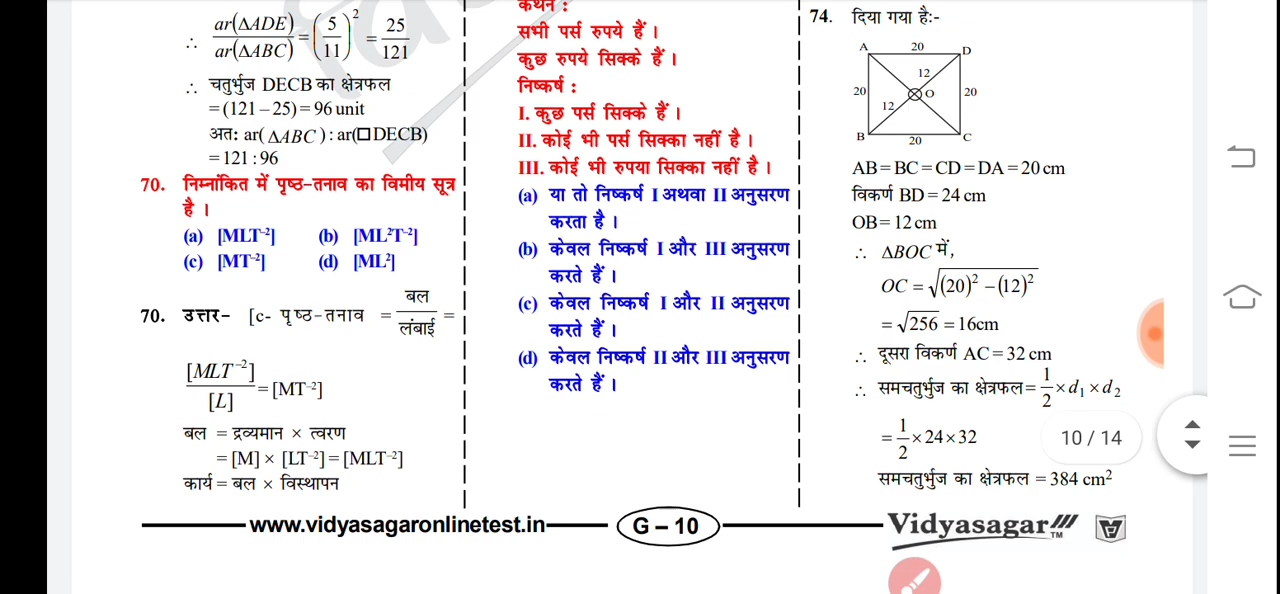 ∴ ar(ΔADE)/ar(ΔABC) = (5/11)² = 25/121
∴ चतुर्भुज DECB का क्षेत्रफल
= (121 – 25) = 96 unit
अतः ar(ΔABC) : ar(□DECB)
= 121 : 96
70. निम्नांकित में पृष्ठ-तनाव का विमीय सूत्र
है ।
(a) [MLT⁻²] (b) [ML²T⁻²]
(c) [MT⁻²] (d) [ML²]
70. उत्तर- [c- पृष्ठ-तनाव = बल/लंबाई =
[MLT⁻²]/[L] = [MT⁻²]
बल = द्रव्यमान × त्वरण
= [M] × [LT⁻²] = [MLT⁻²]
कार्य = बल × विस्थापन
कथन :
सभी पर्स रुपये हैं ।
कुछ रुपये सिक्के हैं ।
निष्कर्ष :
I. कुछ पर्स सिक्के हैं ।
II. कोई भी पर्स सिक्का नहीं है ।
III. कोई भी रुपया सिक्का नहीं है ।
(a) या तो निष्कर्ष I अथवा II अनुसरण
करता है ।
(b) केवल निष्कर्ष I और III अनुसरण
करते हैं ।
(c) केवल निष्कर्ष I और II अनुसरण
करते हैं ।
(d) केवल निष्कर्ष II और III अनुसरण
करते हैं ।
74. दिया गया है:-
A 20 D
12
20 O 20
12
B 20 C
AB = BC = CD = DA = 20 cm
विकर्ण BD = 24 cm
OB = 12 cm
∴ ΔBOC में,
OC = √(20)² – (12)²
= √256 = 16cm
∴ दूसरा विकर्ण AC = 32 cm
∴ समचतुर्भुज का क्षेत्रफल = 1/2 × d₁ × d₂
= 1/2 × 24 × 32
समचतुर्भुज का क्षेत्रफल = 384 cm²
10 / 14
www.vidyasagaronlinetest.in
G – 10
Vidyasagar TM